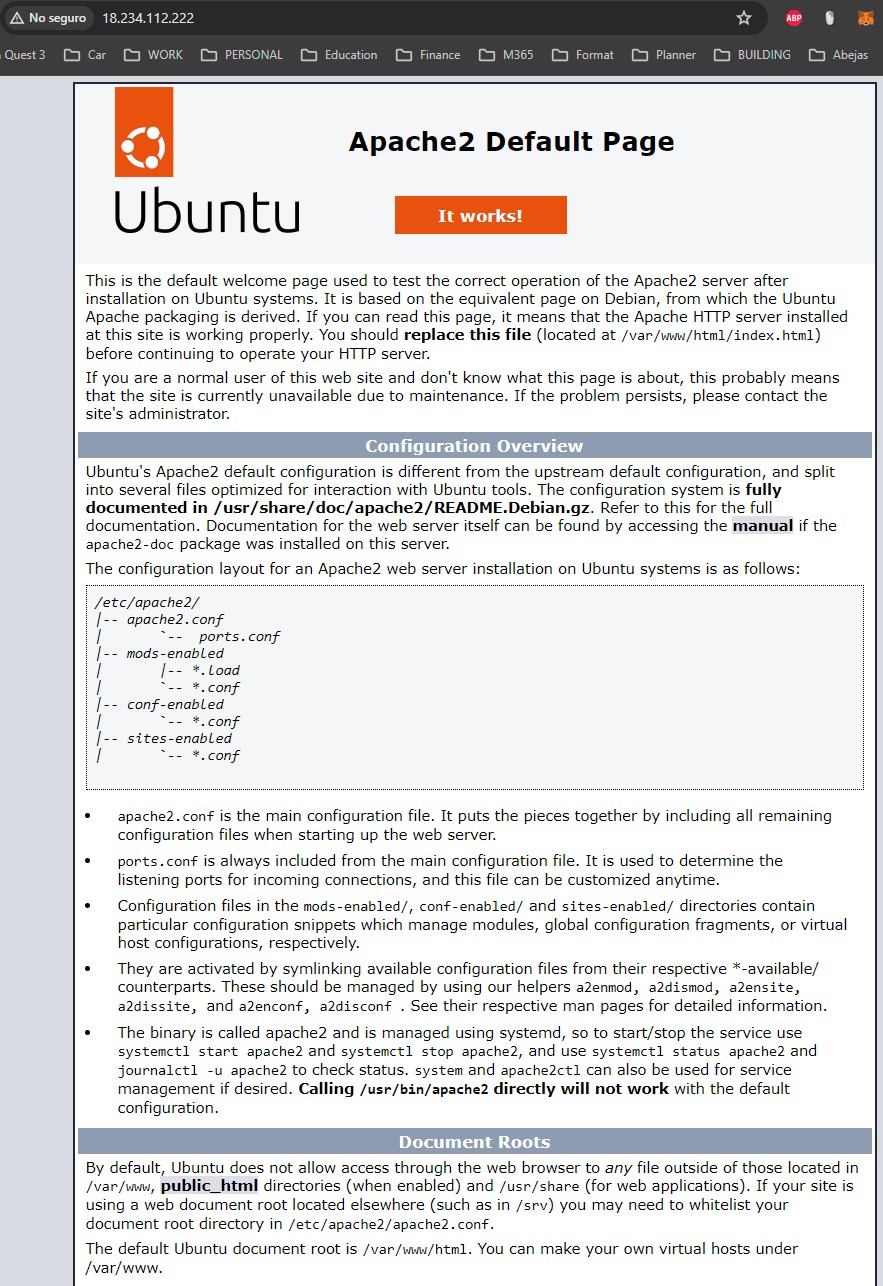 No seguro 18.234.112.222
ABP
Quest 3 Car WORK PERSONAL Education Finance M365 Format Planner BUILDING Abejas
Ubuntu
Apache2 Default Page
It works!
This is the default welcome page used to test the correct operation of the Apache2 server after
installation on Ubuntu systems. It is based on the equivalent page on Debian, from which the Ubuntu
Apache packaging is derived. If you can read this page, it means that the Apache HTTP server installed
at this site is working properly. You should replace this file (located at /var/www/html/index.html)
before continuing to operate your HTTP server.
If you are a normal user of this web site and don't know what this page is about, this probably means
that the site is currently unavailable due to maintenance. If the problem persists, please contact the
site's administrator.
Configuration Overview
Ubuntu's Apache2 default configuration is different from the upstream default configuration, and split
into several files optimized for interaction with Ubuntu tools. The configuration system is fully
documented in /usr/share/doc/apache2/README.Debian.gz. Refer to this for the full
documentation. Documentation for the web server itself can be found by accessing the manual if the
apache2-doc package was installed on this server.
The configuration layout for an Apache2 web server installation on Ubuntu systems is as follows:
/etc/apache2/
|-- apache2.conf
|       `--  ports.conf
|-- mods-enabled
|       |-- *.load
|       `-- *.conf
|-- conf-enabled
|       `-- *.conf
|-- sites-enabled
|       `-- *.conf
• apache2.conf is the main configuration file. It puts the pieces together by including all remaining
configuration files when starting up the web server.
• ports.conf is always included from the main configuration file. It is used to determine the
listening ports for incoming connections, and this file can be customized anytime.
• Configuration files in the mods-enabled/, conf-enabled/ and sites-enabled/ directories contain
particular configuration snippets which manage modules, global configuration fragments, or virtual
host configurations, respectively.
• They are activated by symlinking available configuration files from their respective *-available/
counterparts. These should be managed by using our helpers a2enmod, a2dismod, a2ensite,
a2dissite, and a2enconf, a2disconf . See their respective man pages for detailed information.
• The binary is called apache2 and is managed using systemd, so to start/stop the service use
systemctl start apache2 and systemctl stop apache2, and use systemctl status apache2 and
journalctl -u apache2 to check status. system and apache2ctl can also be used for service
management if desired. Calling /usr/bin/apache2 directly will not work with the default
configuration.
Document Roots
By default, Ubuntu does not allow access through the web browser to any file outside of those located in
/var/www, public_html directories (when enabled) and /usr/share (for web applications). If your site is
using a web document root located elsewhere (such as in /srv) you may need to whitelist your
document root directory in /etc/apache2/apache2.conf.
The default Ubuntu document root is /var/www/html. You can make your own virtual hosts under
/var/www.